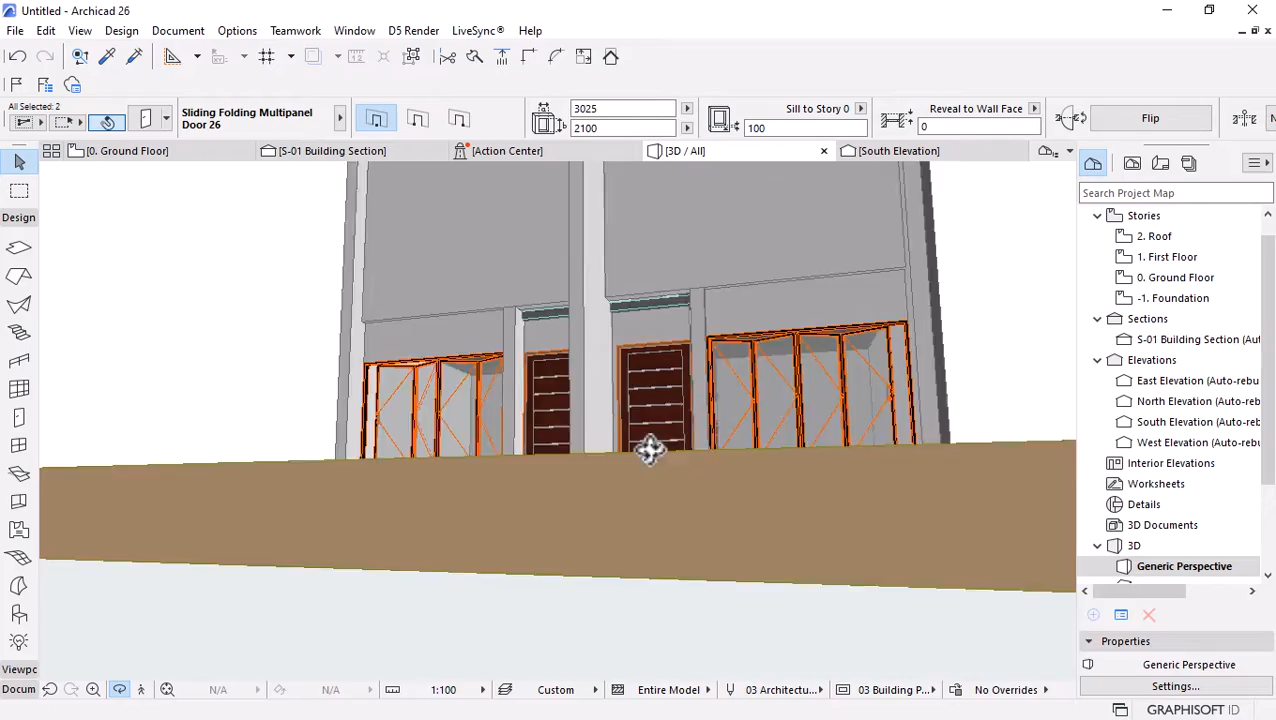 Untitled - Archicad 26
File Edit View Design Document Options Teamwork Window D5 Render LiveSync® Help
All Selected: 2
Sliding Folding Multipanel
Door 26
3025
2100
Sill to Story 0
100
Reveal to Wall Face
0
Flip
[0. Ground Floor]
[S-01 Building Section]
[Action Center]
[3D / All]
[South Elevation]
Design
Search Project Map
Stories
2. Roof
1. First Floor
0. Ground Floor
-1. Foundation
Sections
S-01 Building Section (Au
Elevations
East Elevation (Auto-rebu
North Elevation (Auto-reb
South Elevation (Auto-reb
West Elevation (Auto-rebu
Interior Elevations
Worksheets
Details
3D Documents
3D
Generic Perspective
Properties
Generic Perspective
Settings...
Viewpc
Docum
N/A
N/A
1:100
Custom
Entire Model
03 Architectu...
03 Building P...
No Overrides
GRAPHISOFT ID